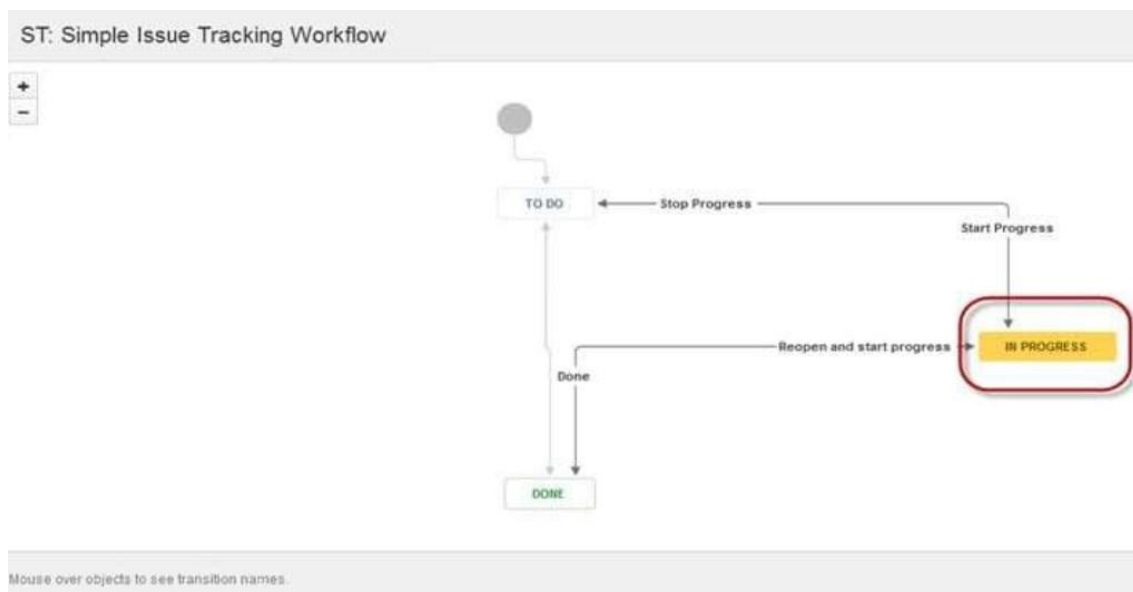 ST: Simple Issue Tracking Workflow
+
−
TO DO
Stop Progress
Start Progress
Reopen and start progress
IN PROGRESS
Done
DONE
Mouse over objects to see transition names.